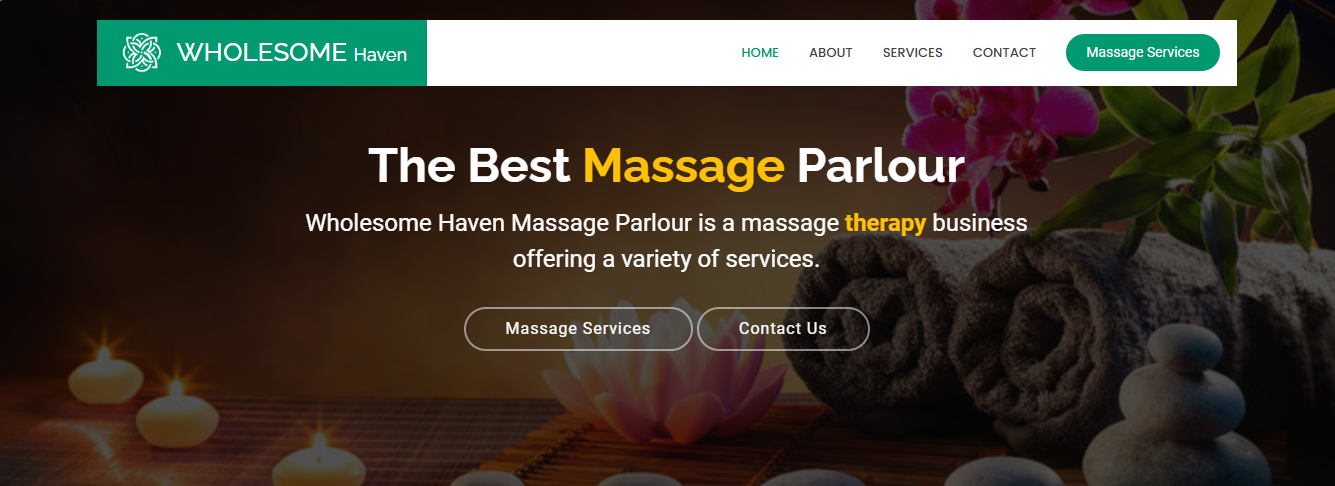 WHOLESOME Haven
HOME ABOUT SERVICES CONTACT Massage Services
The Best Massage Parlour
Wholesome Haven Massage Parlour is a massage therapy business
offering a variety of services.
Massage Services Contact Us